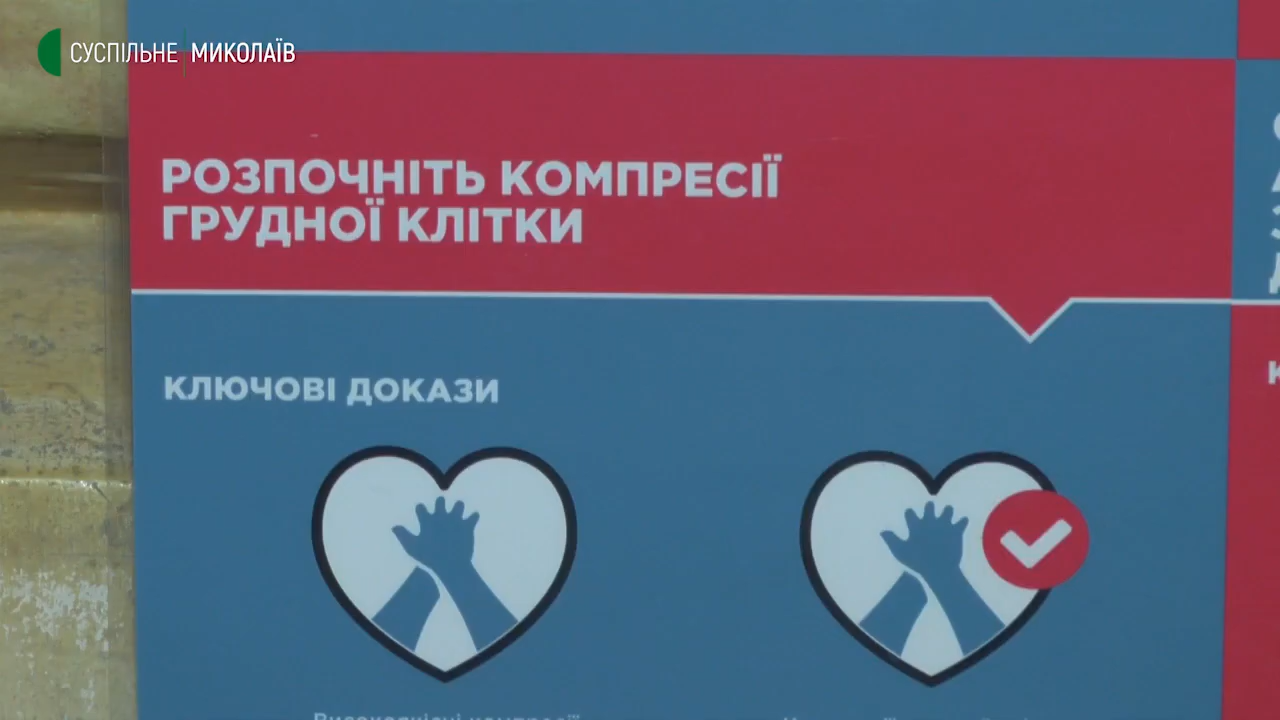 СУСПІЛЬНЕ МИКОЛАЇВ
РОЗПОЧНІТЬ КОМПРЕСІЇ
ГРУДНОЇ КЛІТКИ
КЛЮЧОВІ ДОКАЗИ